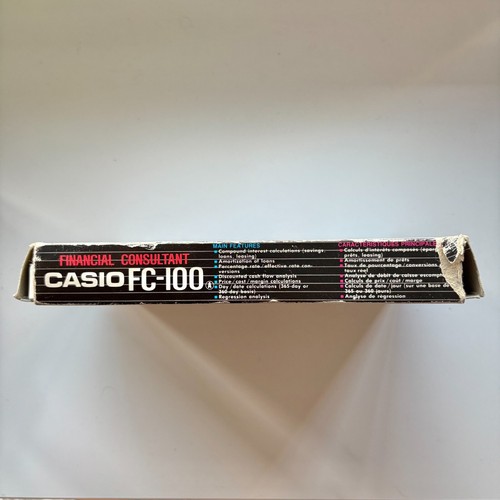 FINANCIAL CONSULTANT
CASIO FC-100 A
MAIN FEATURES
● Compound interest calculations (savings,
loans, leasing)
● Amortization of loans
● Percentage rate/effective rate con-
versions
● Discounted cash flow analysis
● Price/cost/margin calculations
● Day/date calculations (365-day or
360-day basis)
● Regression analysis
CARACTÉRISTIQUES PRINCIPALES
● Calculs d'intérêts composés
prêts, leasing)
● Amortissement de prêts
● Taux de pourcentage/conversions
taux réel
● Analyse de débit de caisse
● Calculs de prix/coût/marge
● Calculs de date/jour (sur une base de
365 ou 360 jours)
● Analyse de régression